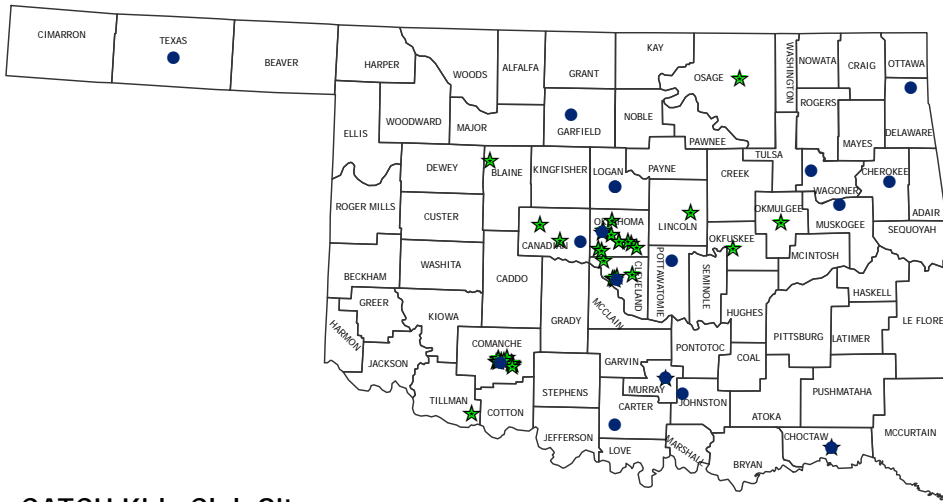 CIMARRON
TEXAS
BEAVER
HARPER
WOODS
ALFALFA
GRANT
KAY
OSAGE
WASHINGTON
NOWATA
CRAIG
OTTAWA
ELLIS
WOODWARD
MAJOR
GARFIELD
NOBLE
PAWNEE
ROGERS
MAYES
DELAWARE
DEWEY
BLAINE
KINGFISHER
LOGAN
PAYNE
CREEK
TULSA
WAGONER
CHEROKEE
ADAIR
ROGER MILLS
CUSTER
CANADIAN
OKLAHOMA
LINCOLN
OKFUSKEE
OKMULGEE
MUSKOGEE
SEQUOYAH
BECKHAM
WASHITA
CADDO
GRADY
MCCLAIN
CLEVELAND
POTTAWATOMIE
SEMINOLE
HUGHES
MCINTOSH
HASKELL
LE FLORE
GREER
HARMON
KIOWA
JACKSON
COMANCHE
TILLMAN
COTTON
STEPHENS
JEFFERSON
GARVIN
MURRAY
CARTER
LOVE
PONTOTOC
JOHNSTON
MARSHALL
COAL
PITTSBURG
LATIMER
ATOKA
PUSHMATAHA
BRYAN
CHOCTAW
MCCURTAIN